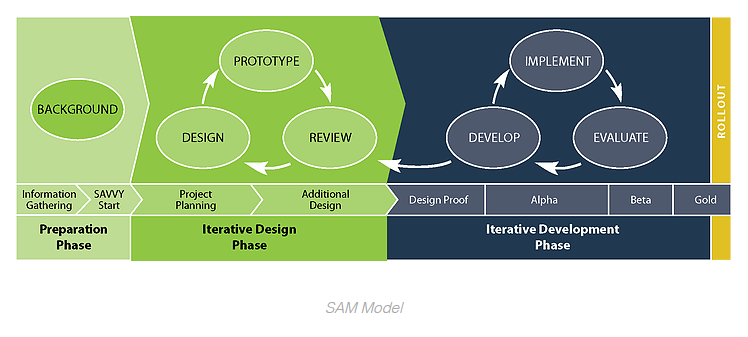 PROTOTYPE
IMPLEMENT
BACKGROUND
DESIGN
REVIEW
DEVELOP
EVALUATE
ROLLOUT
Information
Gathering
SAVVY
Start
Project
Planning
Additional
Design
Design Proof
Alpha
Beta
Gold
Preparation
Phase
Iterative Design
Phase
Iterative Development
Phase
SAM Model